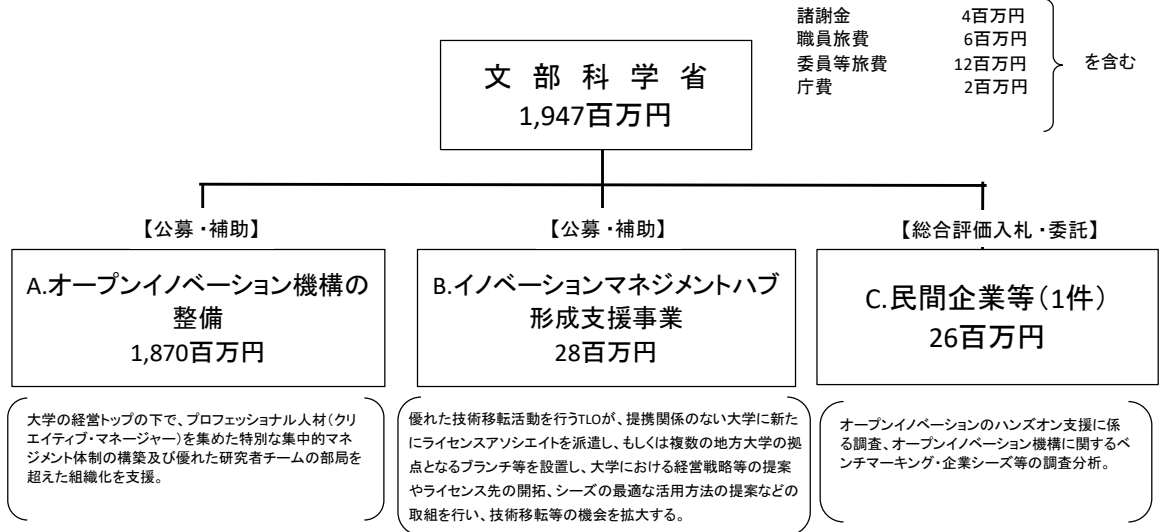 諸謝金 4百万円
職員旅費 6百万円
委員等旅費 12百万円
庁費 2百万円
を含む
文部科学省
1,947百万円
【公募・補助】
A.オープンイノベーション機構の
整備
1,870百万円
大学の経営トップの下で、プロフェッショナル人材(クリ
エイティブ・マネージャー)を集めた特別な集中的マネ
ジメント体制の構築及び優れた研究者チームの部局を
超えた組織化を支援。
【公募・補助】
B.イノベーションマネジメントハブ
形成支援事業
28百万円
優れた技術移転活動を行うTLOが、提携関係のない大学に新た
にライセンスアソシエイトを派遣し、もしくは複数の地方大学の拠
点となるブランチ等を設置し、大学における経営戦略等の提案
やライセンス先の開拓、シーズの最適な活用方法の提案などの
取組を行い、技術移転等の機会を拡大する。
【総合評価入札・委託】
C.民間企業等(1件)
26百万円
オープンイノベーションのハンズオン支援に係
る調査、オープンイノベーション機構に関するベ
ンチマーキング・企業シーズ等の調査分析。